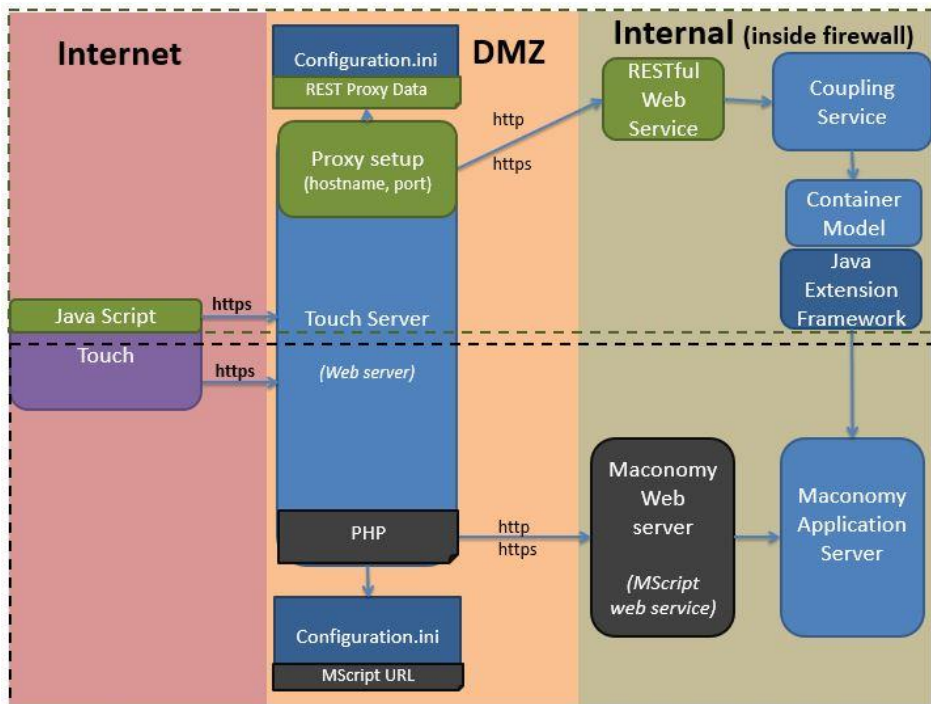 Internet
DMZ
Internal (inside firewall)
Configuration.ini
REST Proxy Data
Proxy setup
(hostname, port)
http
https
RESTful
Web
Service
Coupling
Service
Container
Model
Java
Extension
Framework
Java Script
https
Touch
https
Touch Server
(Web server)
PHP
http
https
Maconomy
Web
server
(MScript
web service)
Maconomy
Application
Server
Configuration.ini
MScript URL